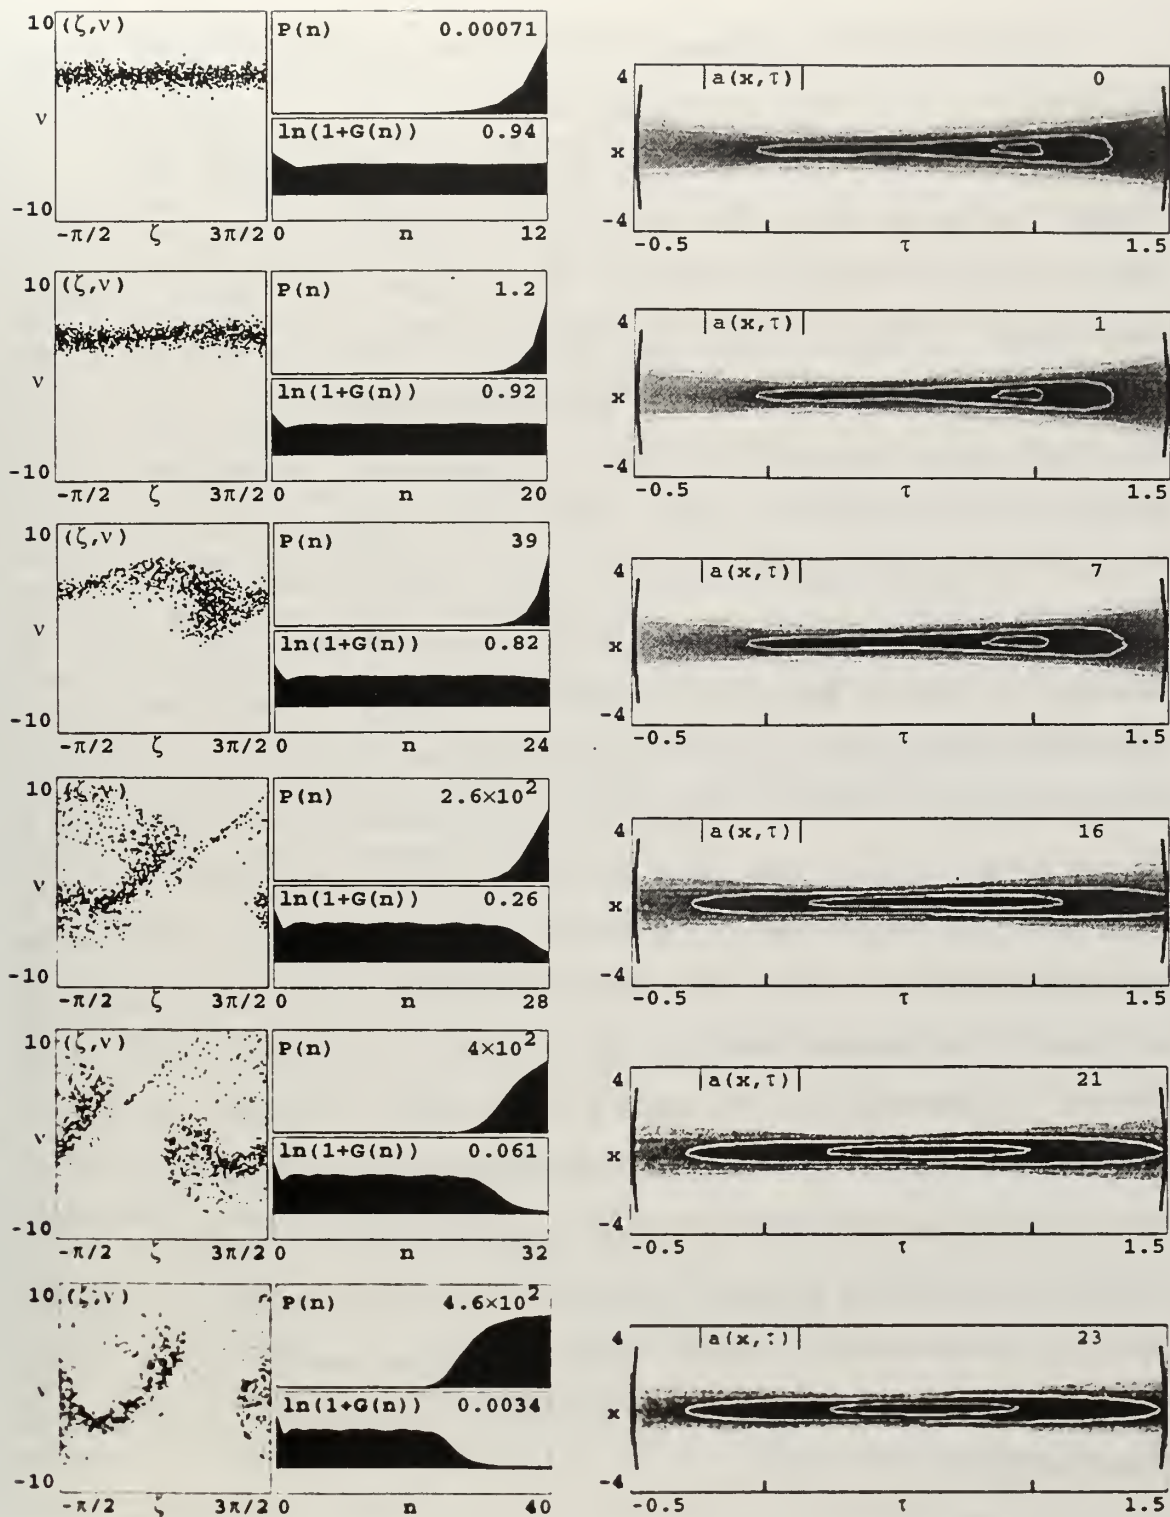 10 (ζ,ν) P(n) 0.00071
ν ln(1+G(n)) 0.94
-10
-π/2 ζ 3π/2 0 n 12
4 |a(x,τ)| 0
x
-4
-0.5 τ 1.5
10 (ζ,ν) P(n) 1.2
ν ln(1+G(n)) 0.92
-10
-π/2 ζ 3π/2 0 n 20
4 |a(x,τ)| 1
x
-4
-0.5 τ 1.5
10 (ζ,ν) P(n) 39
ν ln(1+G(n)) 0.82
-10
-π/2 ζ 3π/2 0 n 24
4 |a(x,τ)| 7
x
-4
-0.5 τ 1.5
10 (ζ,ν) P(n) 2.6×10²
ν ln(1+G(n)) 0.26
-10
-π/2 ζ 3π/2 0 n 28
4 |a(x,τ)| 16
x
-4
-0.5 τ 1.5
10 (ζ,ν) P(n) 4×10²
ν ln(1+G(n)) 0.061
-10
-π/2 ζ 3π/2 0 n 32
4 |a(x,τ)| 21
x
-4
-0.5 τ 1.5
10 (ζ,ν) P(n) 4.6×10²
ν ln(1+G(n)) 0.0034
-10
-π/2 ζ 3π/2 0 n 40
4 |a(x,τ)| 23
x
-4
-0.5 τ 1.5